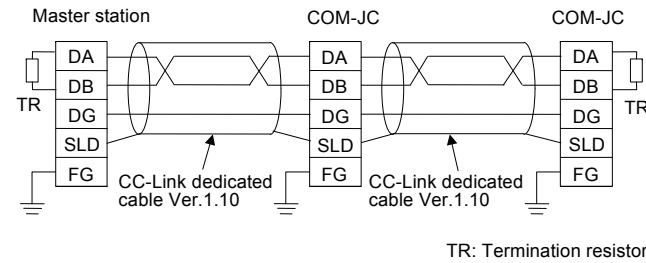 Master station
COM-JC
COM-JC
DA
DB
DG
SLD
FG
TR
DA
DB
DG
SLD
FG
DA
DB
DG
SLD
FG
TR
CC-Link dedicated
cable Ver.1.10
CC-Link dedicated
cable Ver.1.10
TR: Termination resistor